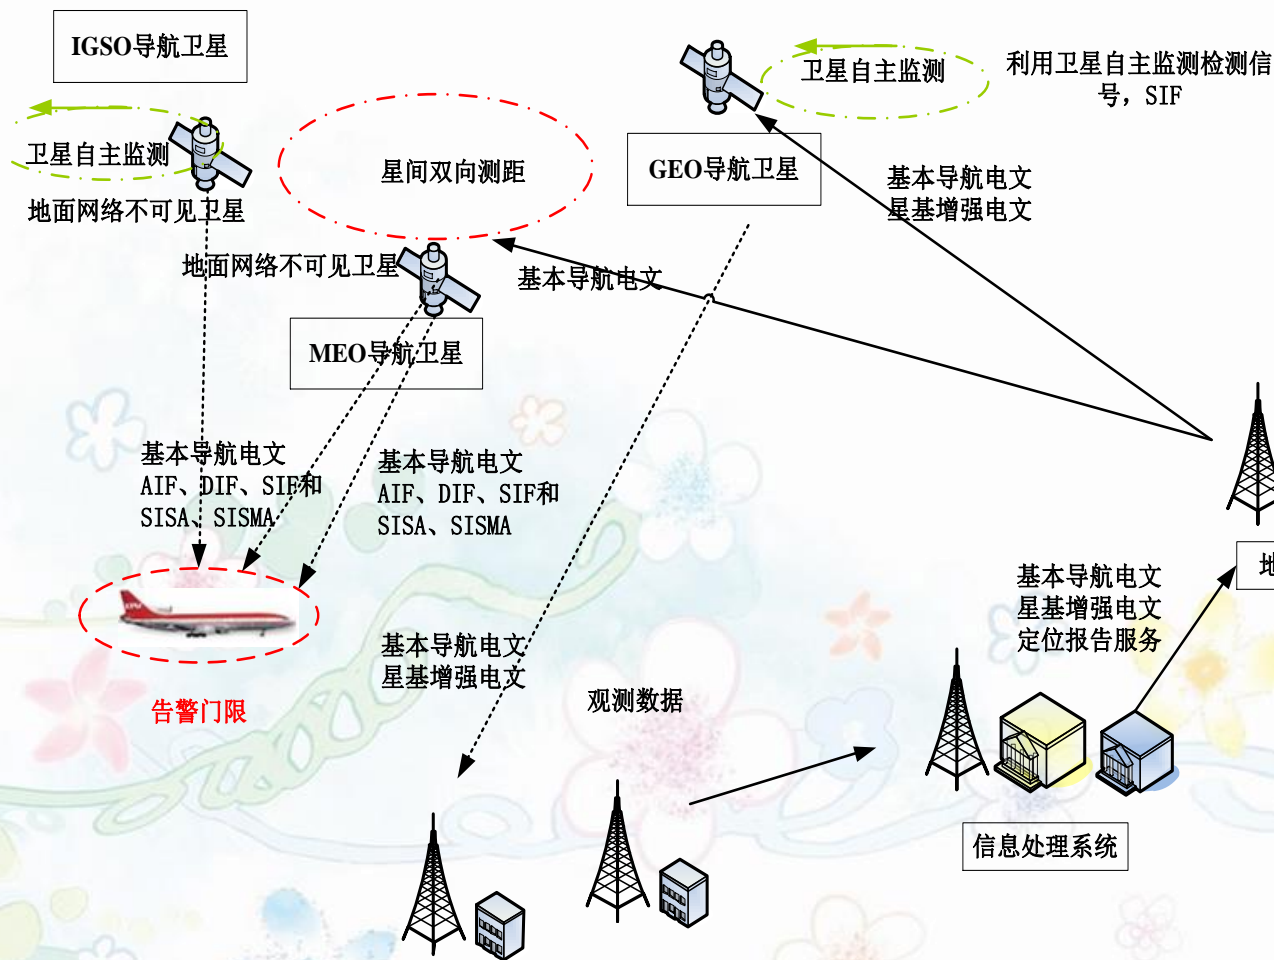 IGSO导航卫星
卫星自主监测
利用卫星自主监测检测信
号，SIF
卫星自主监测
星间双向测距
GEO导航卫星
基本导航电文
星基增强电文
地面网络不可见卫星
地面网络不可见卫星
基本导航电文
MEO导航卫星
基本导航电文
AIF、DIF、SIF和
SISA、SISMA
基本导航电文
AIF、DIF、SIF和
SISA、SISMA
地
基本导航电文
星基增强电文
定位报告服务
基本导航电文
星基增强电文
告警门限
观测数据
信息处理系统